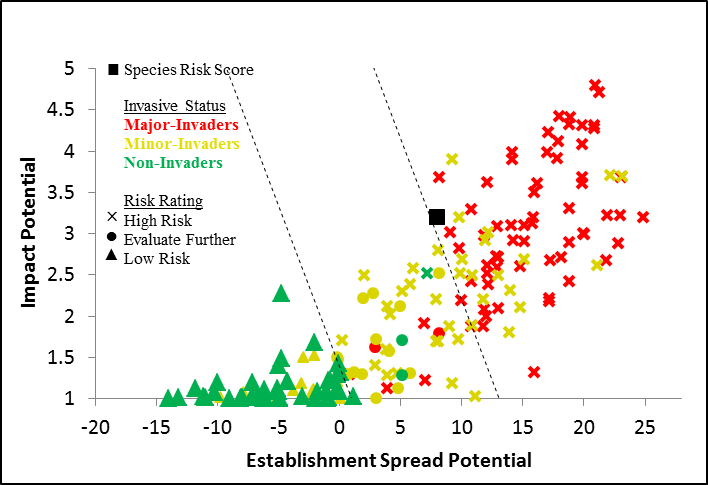 Species Risk Score
Invasive Status
Major-Invaders
Minor-Invaders
Non-Invaders
Risk Rating
High Risk
Evaluate Further
Low Risk
Impact Potential
5
4.5
4
3.5
3
2.5
2
1.5
1
-20 -15 -10 -5 0 5 10 15 20 25
Establishment Spread Potential